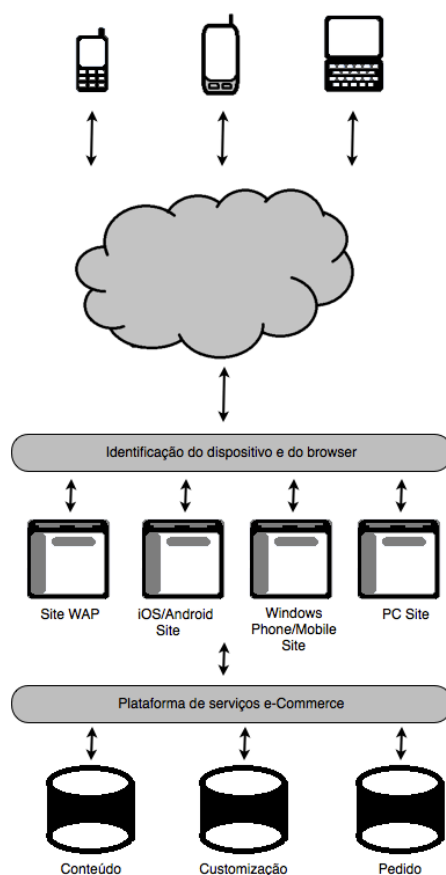 Identificação do dispositivo e do browser
Site WAP
iOS/Android
Site
Windows
Phone/Mobile
Site
PC Site
Plataforma de serviços e-Commerce
Conteúdo
Customização
Pedido